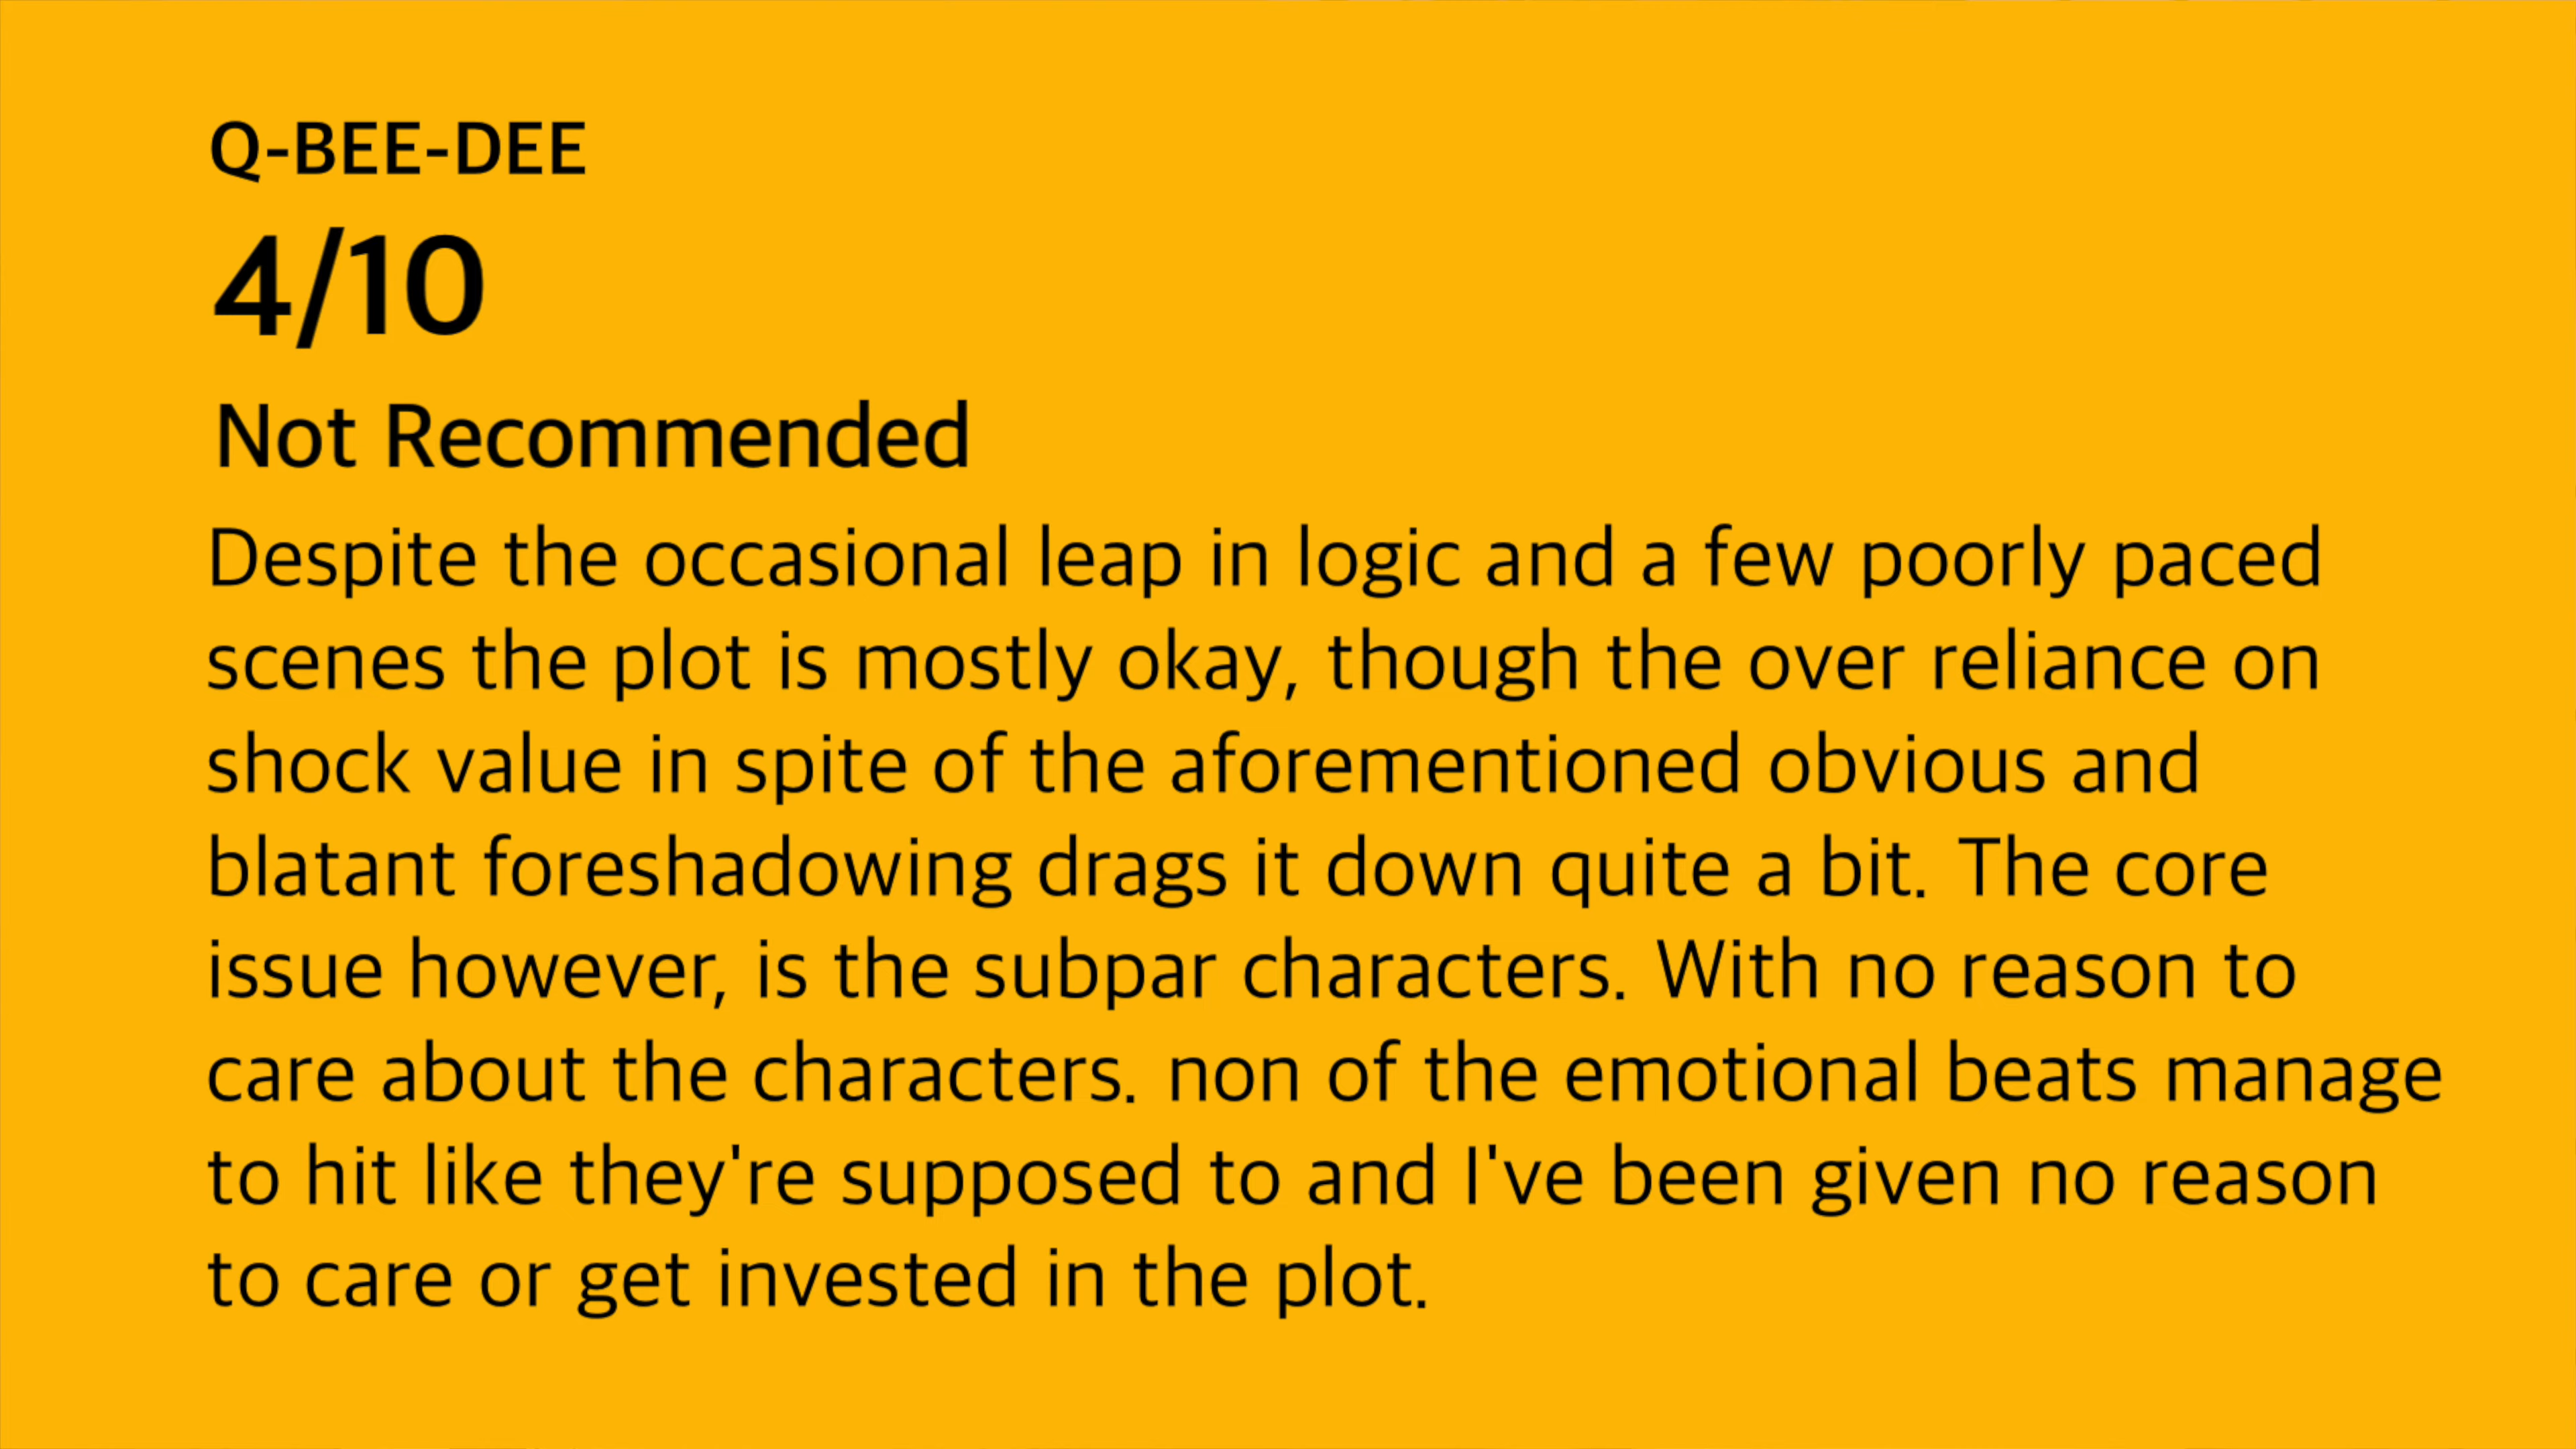 Q-BEE-DEE
4/10
Not Recommended
Despite the occasional leap in logic and a few poorly paced
scenes the plot is mostly okay, though the over reliance on
shock value in spite of the aforementioned obvious and
blatant foreshadowing drags it down quite a bit. The core
issue however, is the subpar characters. With no reason to
care about the characters. non of the emotional beats manage
to hit like they're supposed to and I've been given no reason
to care or get invested in the plot.